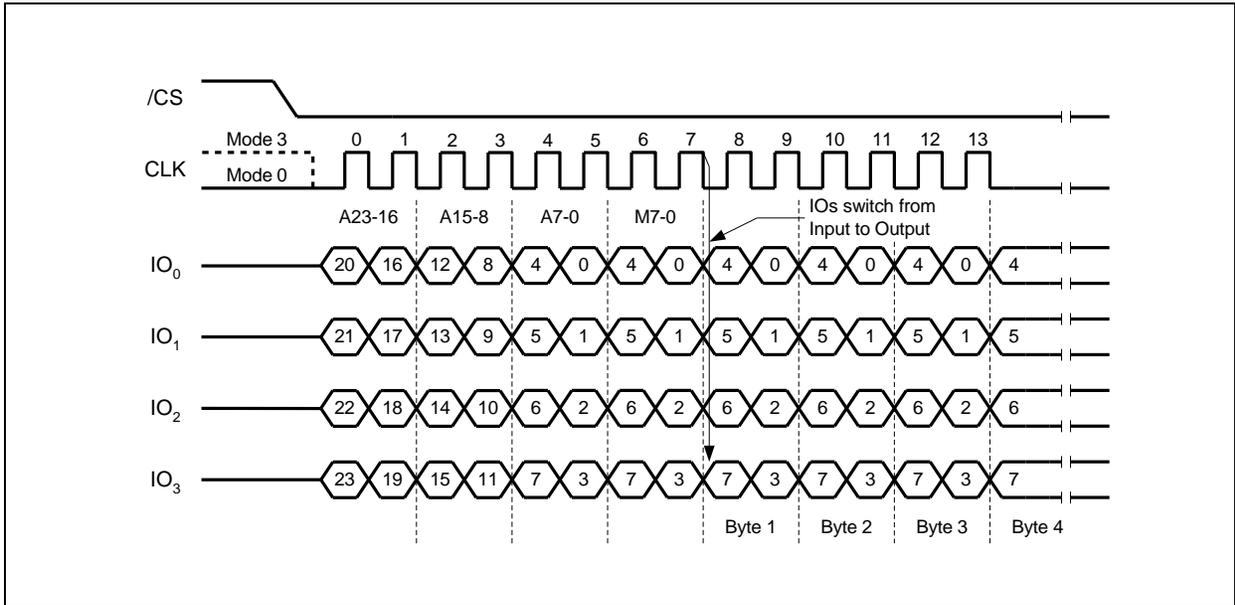 /CS
Mode 3 0 1 2 3 4 5 6 7 8 9 10 11 12 13
CLK
Mode 0
A23-16 A15-8 A7-0 M7-0 IOs switch from
Input to Output
IO0 20 16 12 8 4 0 4 0 4 0 4 0 4 0 4
IO1 21 17 13 9 5 1 5 1 5 1 5 1 5 1 5
IO2 22 18 14 10 6 2 6 2 6 2 6 2 6 2 6
IO3 23 19 15 11 7 3 7 3 7 3 7 3 7 3 7
Byte 1 Byte 2 Byte 3 Byte 4